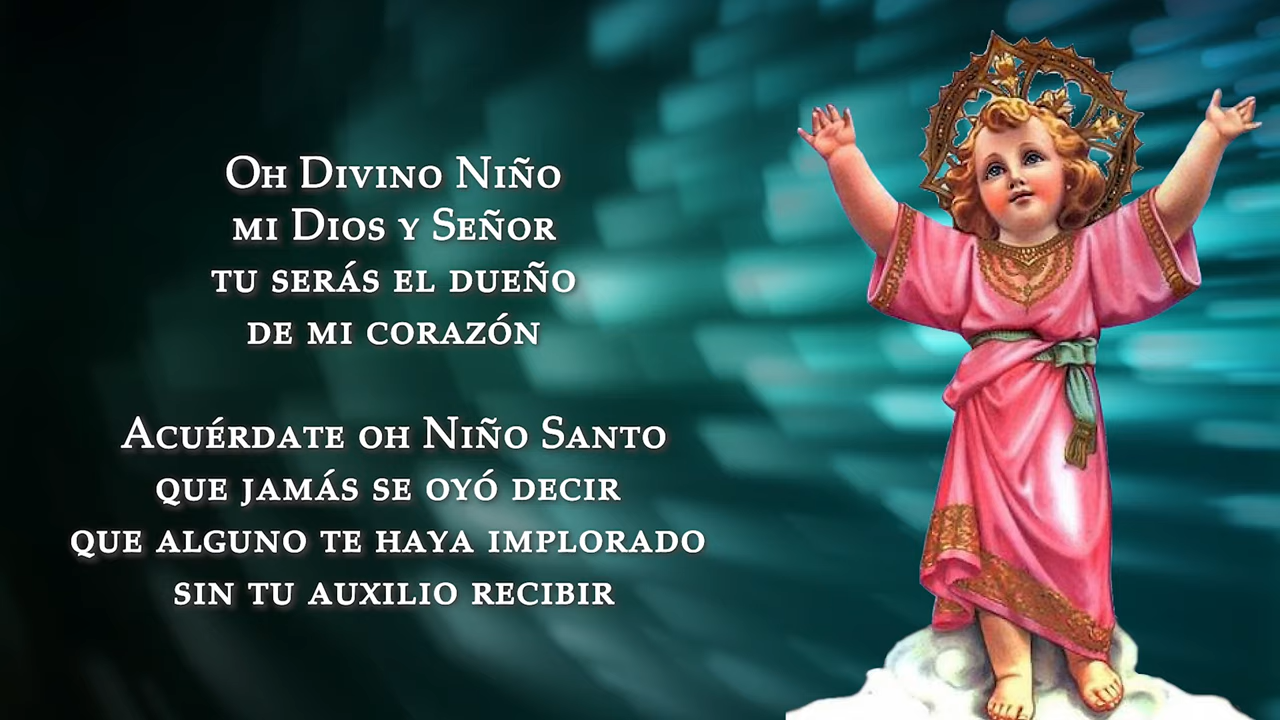 Oh Divino Niño
mi Dios y Señor
tu serás el dueño
de mi corazón
Acuérdate oh Niño Santo
que jamás se oyó decir
que alguno te haya implorado
sin tu auxilio recibir